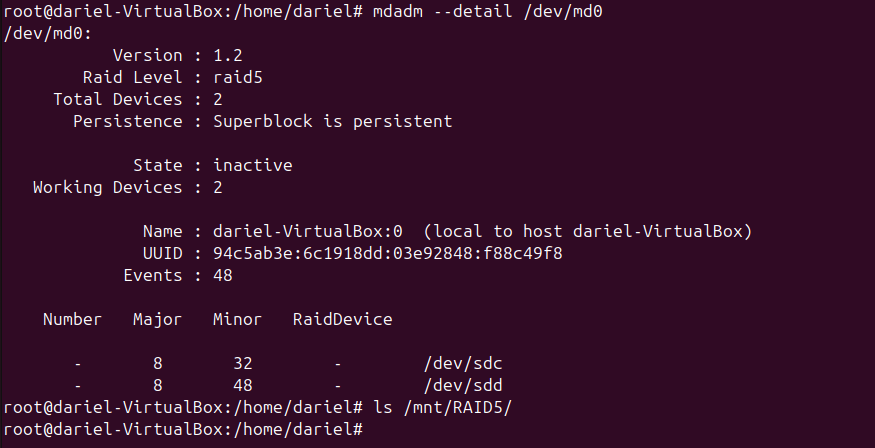 root@dariel-VirtualBox:/home/dariel# mdadm --detail /dev/md0
/dev/md0:
Version : 1.2
Raid Level : raid5
Total Devices : 2
Persistence : Superblock is persistent
State : inactive
Working Devices : 2
Name : dariel-VirtualBox:0  (local to host dariel-VirtualBox)
UUID : 94c5ab3e:6c1918dd:03e92848:f88c49f8
Events : 48
Number   Major   Minor   RaidDevice
-       8       32        -        /dev/sdc
-       8       48        -        /dev/sdd
root@dariel-VirtualBox:/home/dariel# ls /mnt/RAID5/
root@dariel-VirtualBox:/home/dariel#